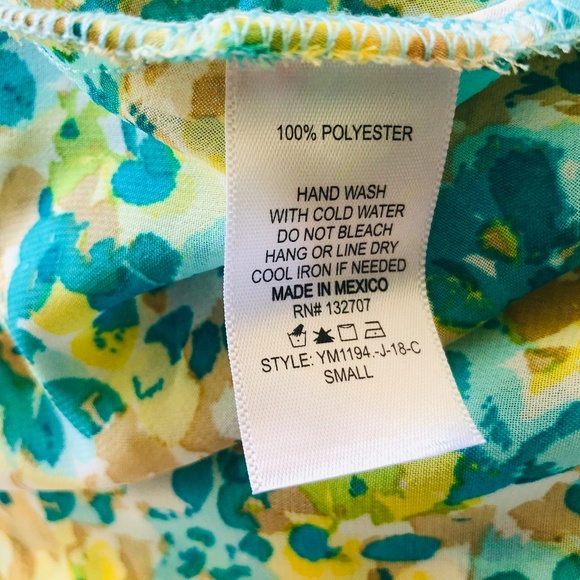 100% POLYESTER
HAND WASH
WITH COLD WATER
DO NOT BLEACH
HANG OR LINE DRY
COOL IRON IF NEEDED
MADE IN MEXICO
RN# 132707
STYLE: YM1194.-J-18-C
SMALL